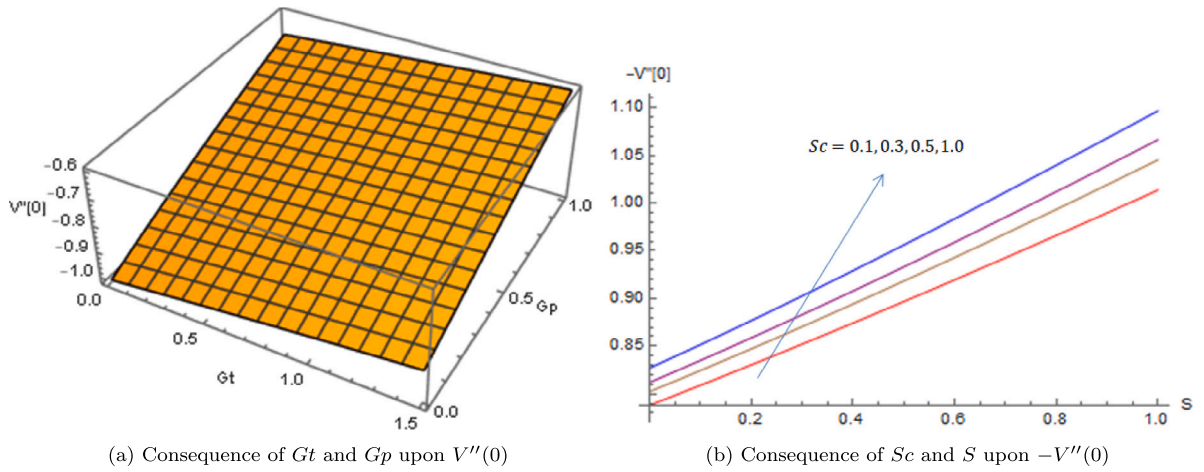 -0.6
-0.7
V''[0]
-0.8
-0.9
-1.0
0.0
0.5
Gt
1.0
1.5
0.0
0.5
Gp
1.0
(a) Consequence of Gt and Gp upon V''(0)
-V''[0]
1.10
1.05
1.00
0.95
0.90
0.85
Sc = 0.1, 0.3, 0.5, 1.0
0.2 0.4 0.6 0.8 1.0 S
(b) Consequence of Sc and S upon −V''(0)